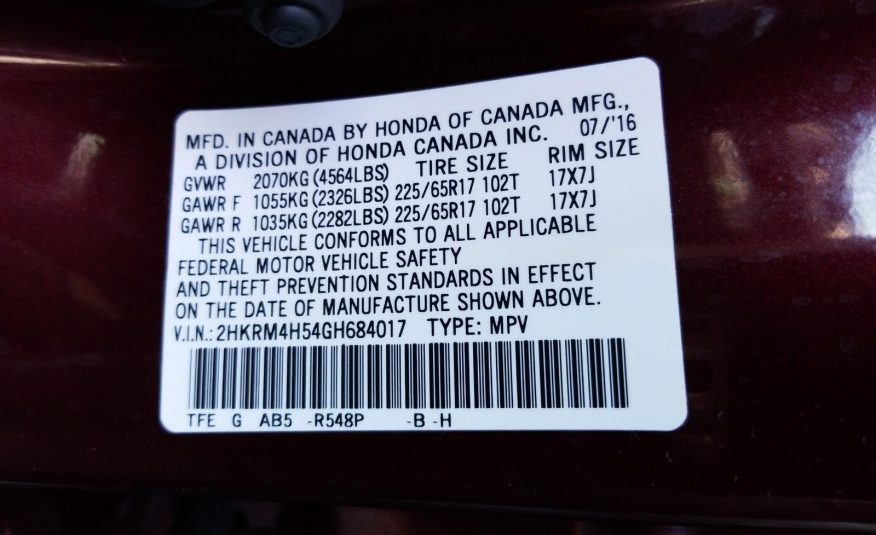 MFD. IN CANADA BY HONDA OF CANADA MFG.,
A DIVISION OF HONDA CANADA INC. 07/'16
GVWR 2070KG (4564LBS) TIRE SIZE RIM SIZE
GAWR F 1055KG (2326LBS) 225/65R17 102T 17X7J
GAWR R 1035KG (2282LBS) 225/65R17 102T 17X7J
THIS VEHICLE CONFORMS TO ALL APPLICABLE
FEDERAL MOTOR VEHICLE SAFETY
AND THEFT PREVENTION STANDARDS IN EFFECT
ON THE DATE OF MANUFACTURE SHOWN ABOVE.
V.I.N.: 2HKRM4H54GH684017 TYPE: MPV
TFE G AB5 -R548P -B -H